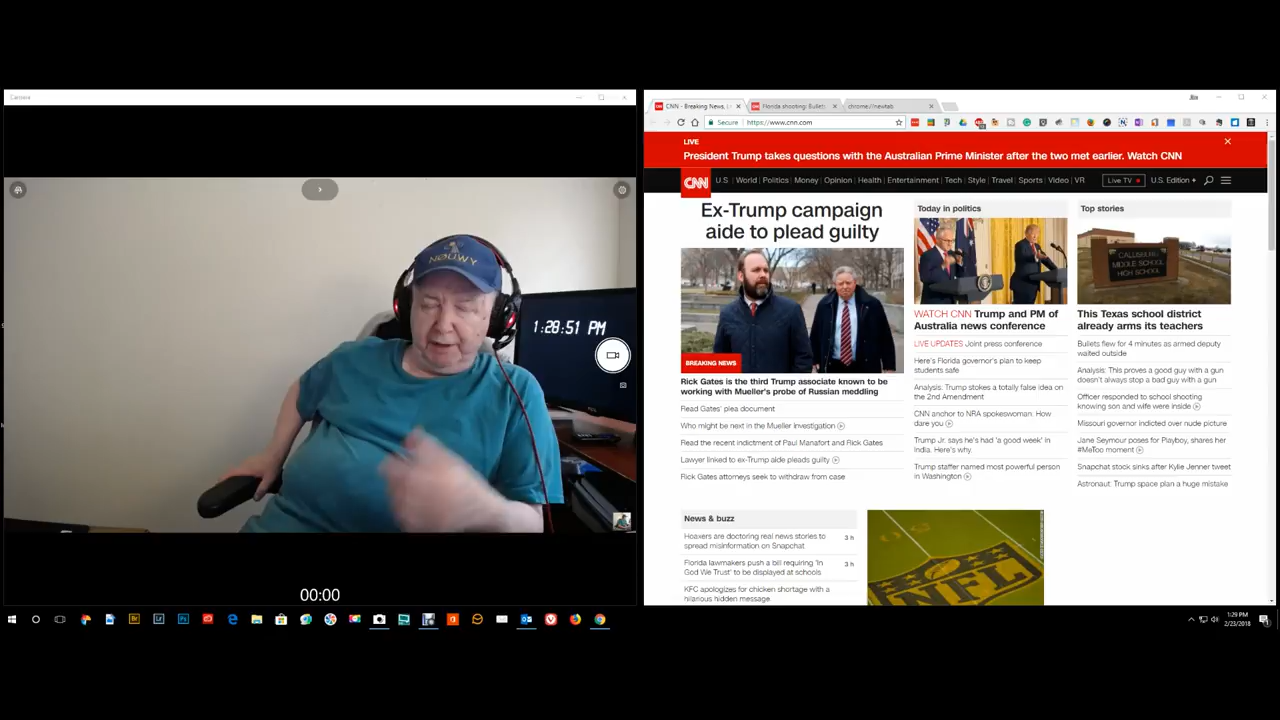 Camera
NØUWY
1:28:51 PM
00:00
CNN - Breaking News,
Florida shooting: Bullets
chrome://newtab
Jim
Secure
https://www.cnn.com
LIVE
President Trump takes questions with the Australian Prime Minister after the two met earlier. Watch CNN
CNN
U.S World Politics Money Opinion Health Entertainment Tech Style Travel Sports Video VR
Live TV
U.S. Edition +
Ex-Trump campaign
aide to plead guilty
BREAKING NEWS
Rick Gates is the third Trump associate known to be
working with Mueller's probe of Russian meddling
Read Gates' plea document
Who might be next in the Mueller investigation
Read the recent indictment of Paul Manafort and Rick Gates
Lawyer linked to ex-Trump aide pleads guilty
Rick Gates attorneys seek to withdraw from case
Today in politics
WATCH CNN Trump and PM of
Australia news conference
LIVE UPDATES Joint press conference
Here's Florida governor's plan to keep
students safe
Analysis: Trump stokes a totally false idea on
the 2nd Amendment
CNN anchor to NRA spokeswoman: How
dare you
Trump Jr. says he's had 'a good week' in
India. Here's why.
Trump staffer named most powerful person
in Washington
Top stories
CALLISBURG
MIDDLE SCHOOL
HIGH SCHOOL
This Texas school district
already arms its teachers
Bullets flew for 4 minutes as armed deputy
waited outside
Analysis: This proves a good guy with a gun
doesn't always stop a bad guy with a gun
Officer responded to school shooting
knowing son and wife were inside
Missouri governor indicted over nude picture
Jane Seymour poses for Playboy, shares her
#MeToo moment
Snapchat stock sinks after Kylie Jenner tweet
Astronaut: Trump space plan a huge mistake
News & buzz
Hoaxers are doctoring real news stories to
spread misinformation on Snapchat
3 h
Florida lawmakers push a bill requiring 'In
God We Trust' to be displayed at schools
3 h
KFC apologizes for chicken shortage with a
hilarious hidden message
NFL
Br
Lr
Ps
1:29 PM
2/23/2018